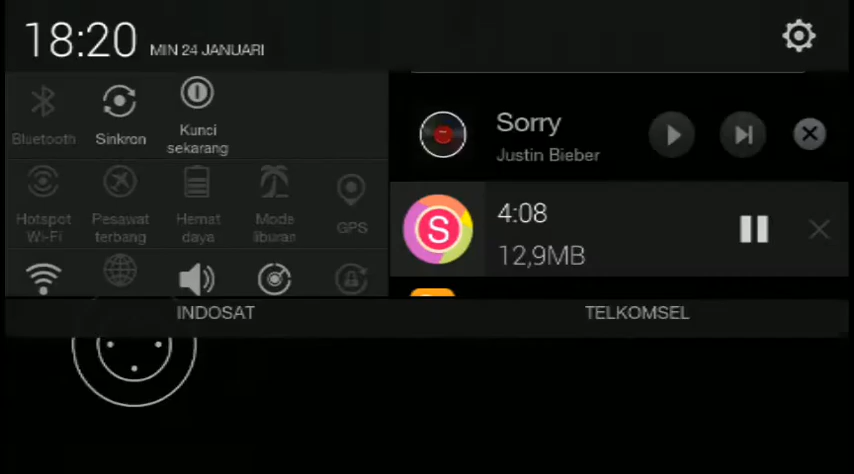 18:20 MIN 24 JANUARI
Bluetooth
Sinkron
Kunci
sekarang
Hotspot
Wi-Fi
Pesawat
terbang
Hemat
daya
Mode
liburan
GPS
Sorry
Justin Bieber
S
4:08
12,9MB
INDOSAT
TELKOMSEL